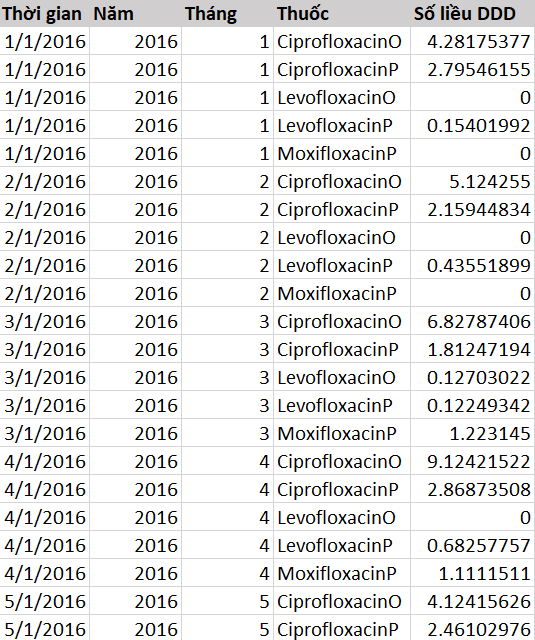 Thời gian Năm Tháng Thuốc Số liều DDD
1/1/2016 2016 1 CiprofloxacinO 4.28175377
1/1/2016 2016 1 CiprofloxacinP 2.79546155
1/1/2016 2016 1 LevofloxacinO 0
1/1/2016 2016 1 LevofloxacinP 0.15401992
1/1/2016 2016 1 MoxifloxacinP 0
2/1/2016 2016 2 CiprofloxacinO 5.124255
2/1/2016 2016 2 CiprofloxacinP 2.15944834
2/1/2016 2016 2 LevofloxacinO 0
2/1/2016 2016 2 LevofloxacinP 0.43551899
2/1/2016 2016 2 MoxifloxacinP 0
3/1/2016 2016 3 CiprofloxacinO 6.82787406
3/1/2016 2016 3 CiprofloxacinP 1.81247194
3/1/2016 2016 3 LevofloxacinO 0.12703022
3/1/2016 2016 3 LevofloxacinP 0.12249342
3/1/2016 2016 3 MoxifloxacinP 1.223145
4/1/2016 2016 4 CiprofloxacinO 9.12421522
4/1/2016 2016 4 CiprofloxacinP 2.86873508
4/1/2016 2016 4 LevofloxacinO 0
4/1/2016 2016 4 LevofloxacinP 0.68257757
4/1/2016 2016 4 MoxifloxacinP 1.1111511
5/1/2016 2016 5 CiprofloxacinO 4.12415626
5/1/2016 2016 5 CiprofloxacinP 2.46102976